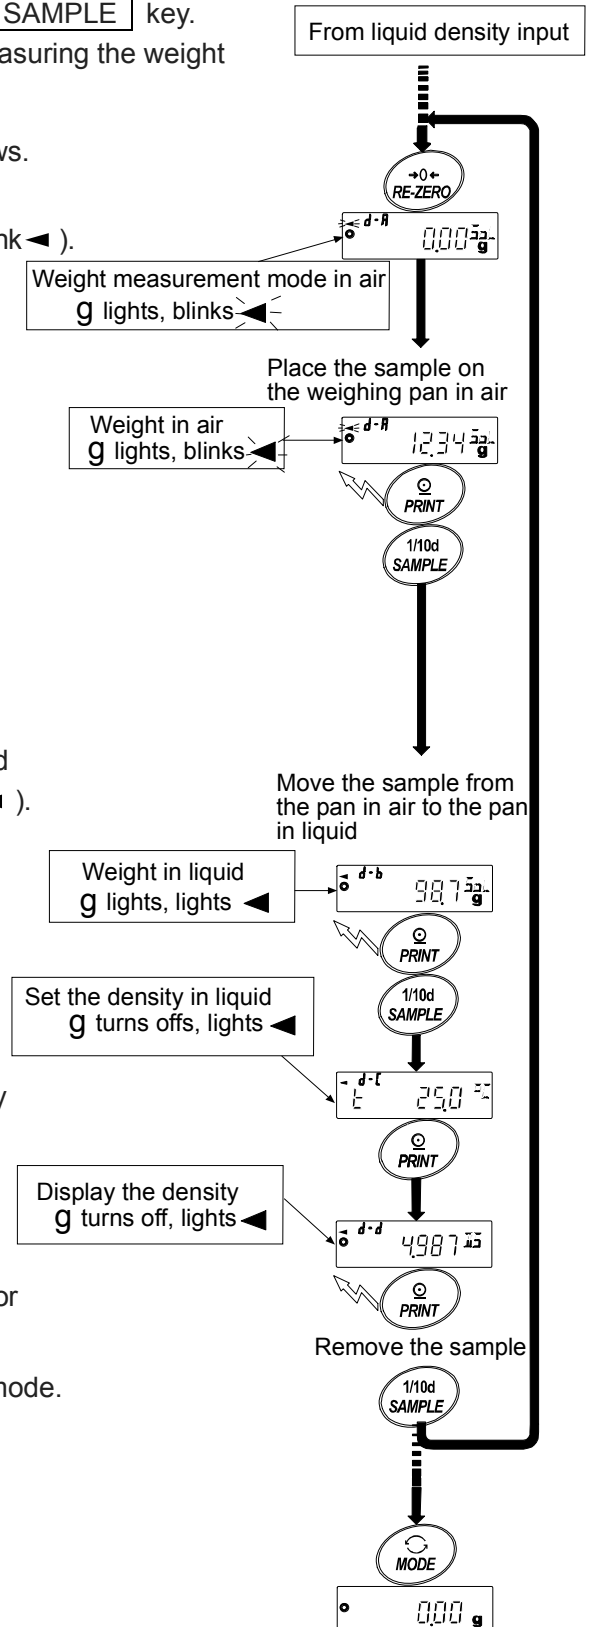 SAMPLE key.
asuring the weight
ws.
nk ◄ ).
d
).
y
or
node.
From liquid density input
→0←
RE-ZERO
d-A
0.00 g
Weight measurement mode in air
g lights, blinks ◄
Place the sample on
the weighing pan in air
Weight in air
g lights, blinks ◄
d-A
12.34 g
PRINT
1/10d
SAMPLE
Move the sample from
the pan in air to the pan
in liquid
Weight in liquid
g lights, lights ◄
d-b
9.87 g
PRINT
1/10d
SAMPLE
Set the density in liquid
g turns offs, lights ◄
d-C
t 25.0
PRINT
Display the density
g turns off, lights ◄
d-d
4.987
PRINT
Remove the sample
1/10d
SAMPLE
MODE
0.00 g